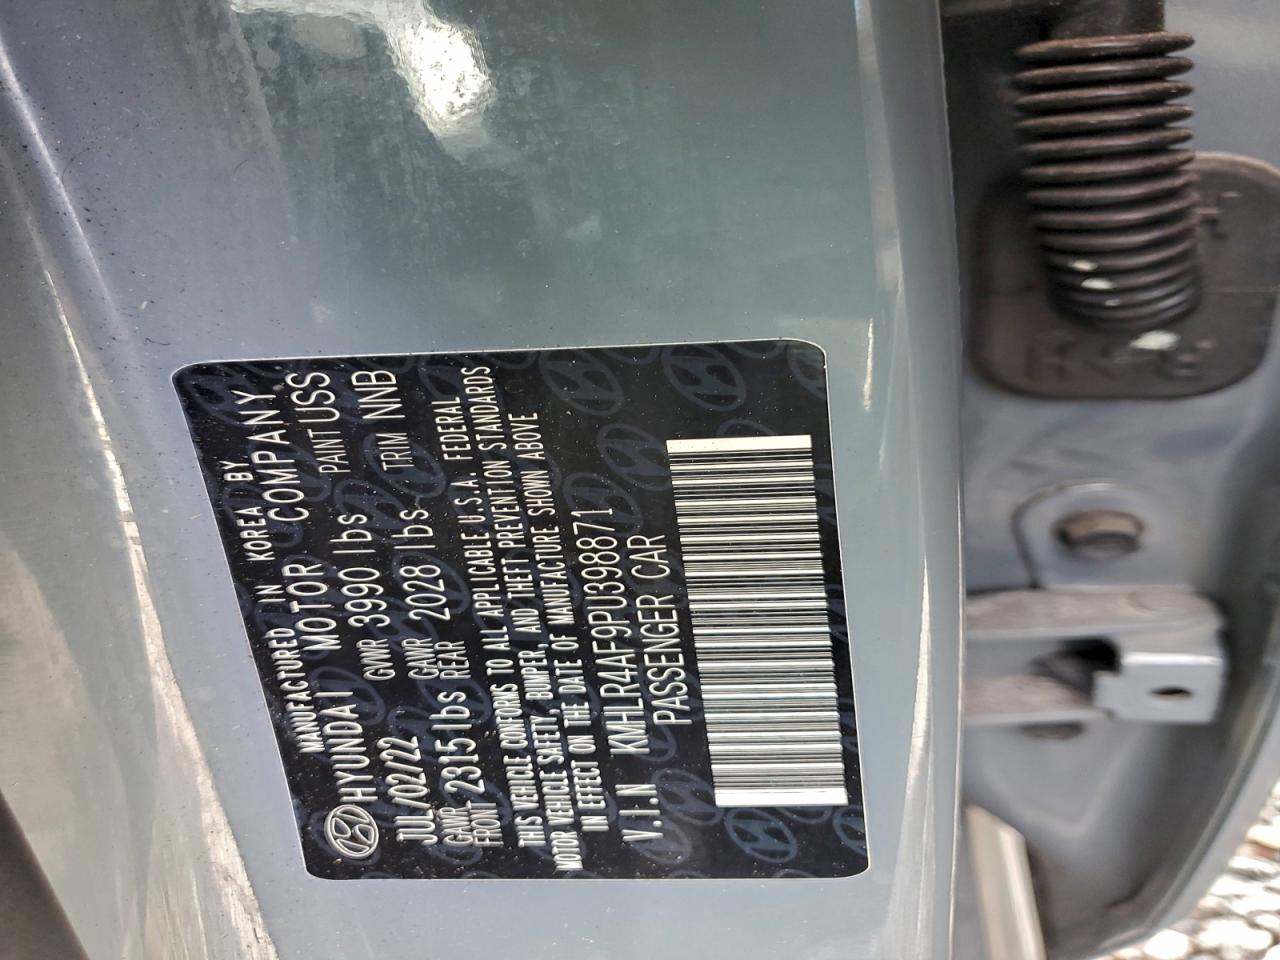 MANUFACTURED IN KOREA BY
HYUNDAI MOTOR COMPANY
JUL/02/22 GVWR 3990 lbs PAINT USS
GAWR FRONT 2315 lbs GAWR REAR 2028 lbs TRIM NNB
THIS VEHICLE CONFORMS TO ALL APPLICABLE U.S.A. FEDERAL
MOTOR VEHICLE SAFETY, BUMPER, AND THEFT PREVENTION STANDARDS
IN EFFECT ON THE DATE OF MANUFACTURE SHOWN ABOVE
V.I.N KMHLR4AF9PU398871
PASSENGER CAR